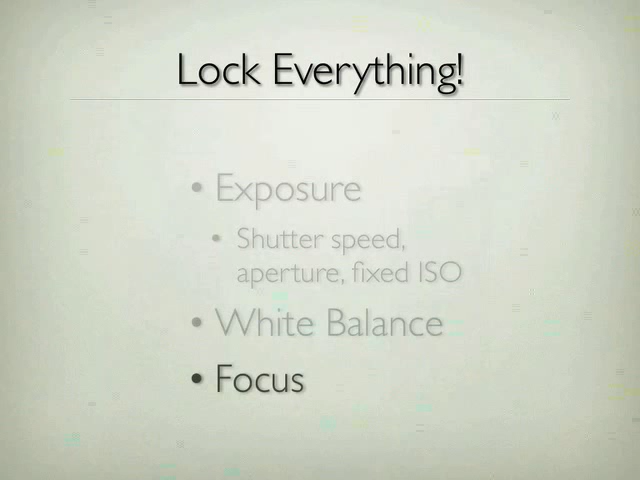 Lock Everything!
• Exposure
• Shutter speed,
aperture, fixed ISO
• White Balance
• Focus